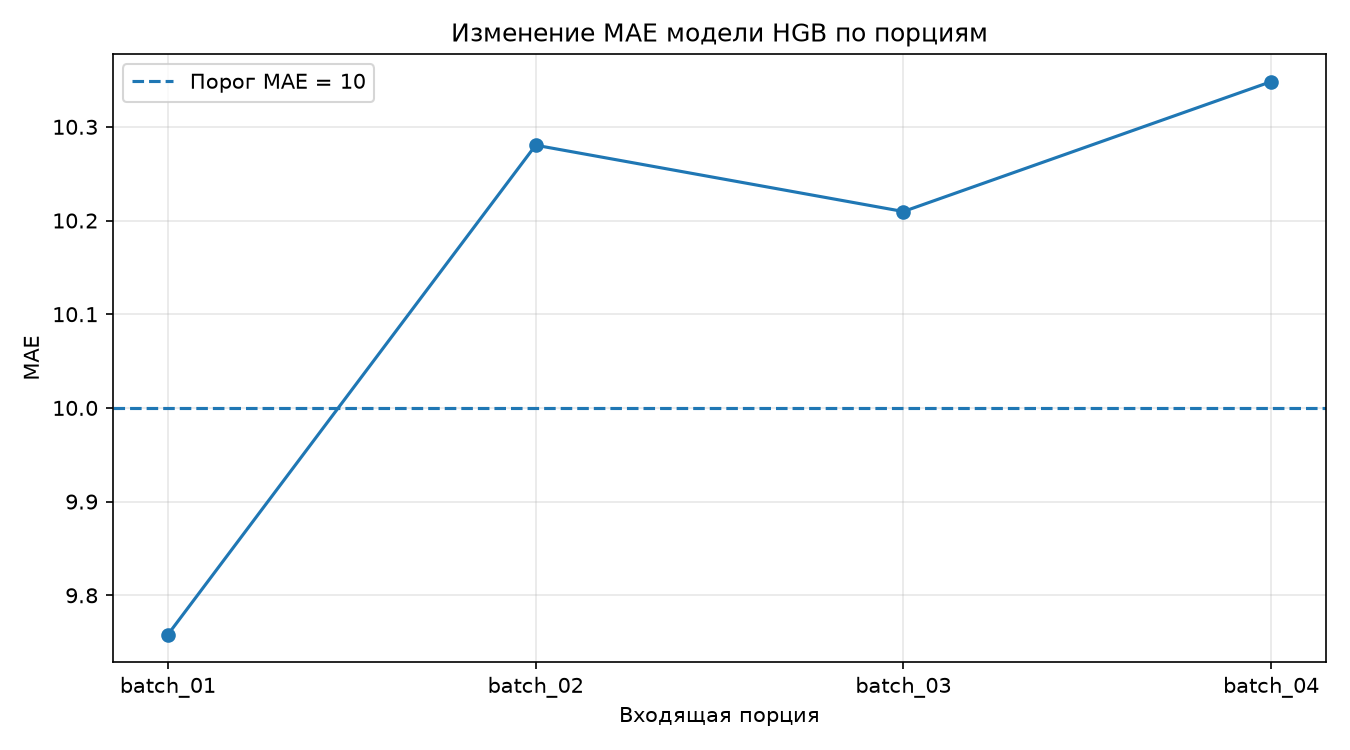 Изменение MAE модели HGB по порциям
Порог MAE = 10
10.3
10.2
10.1
10.0
9.9
9.8
MAE
batch_01
batch_02
batch_03
batch_04
Входящая порция